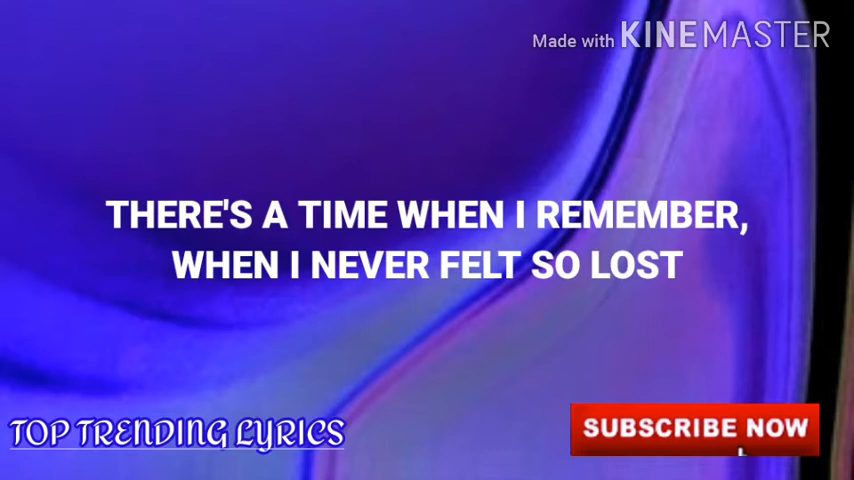 Made with KINEMASTER
THERE'S A TIME WHEN I REMEMBER,
WHEN I NEVER FELT SO LOST
TOP TRENDING LYRICS
SUBSCRIBE NOW